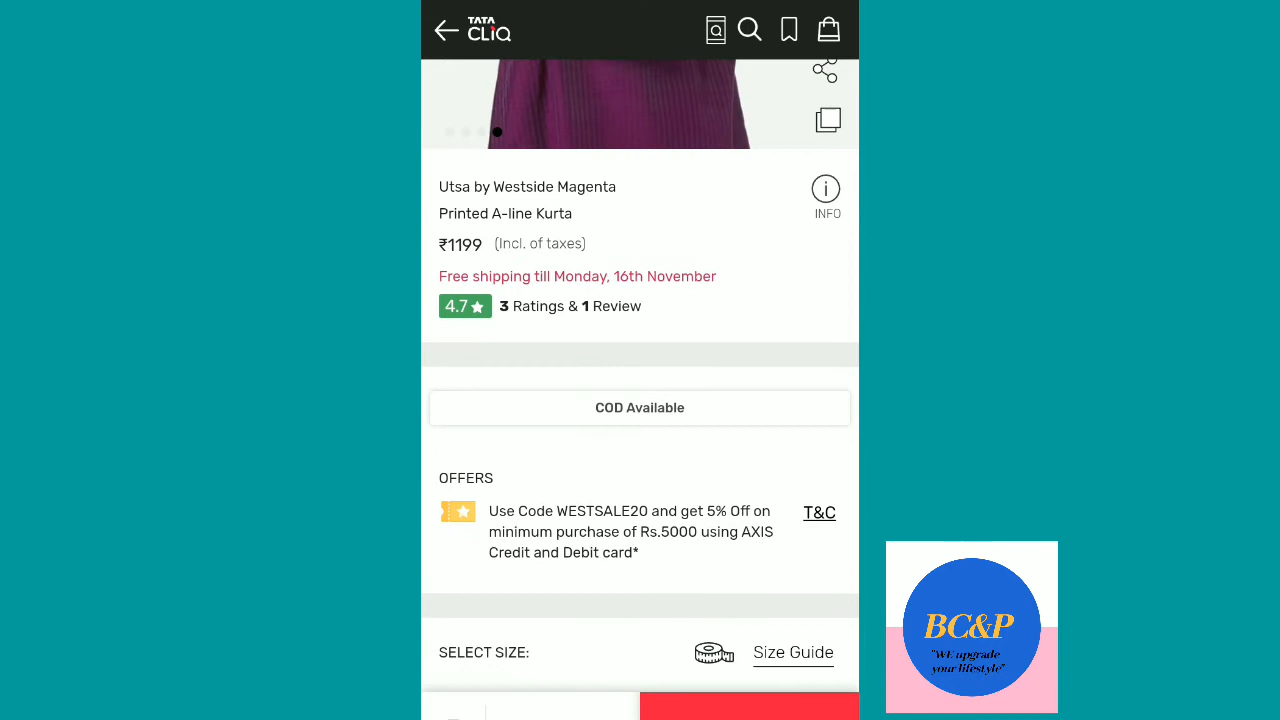 TATA
CLiQ
Utsa by Westside Magenta
Printed A-line Kurta
INFO
₹1199 (Incl. of taxes)
Free shipping till Monday, 16th November
4.7 3 Ratings & 1 Review
COD Available
OFFERS
Use Code WESTSALE20 and get 5% Off on
minimum purchase of Rs.5000 using AXIS
Credit and Debit card*
T&C
SELECT SIZE:
Size Guide
BC&P
"WE upgrade
your lifestyle"